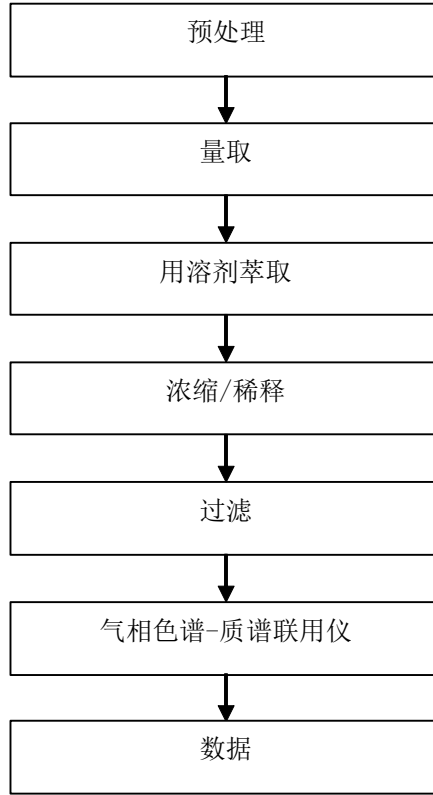 预处理
量取
用溶剂萃取
浓缩/稀释
过滤
气相色谱-质谱联用仪
数据